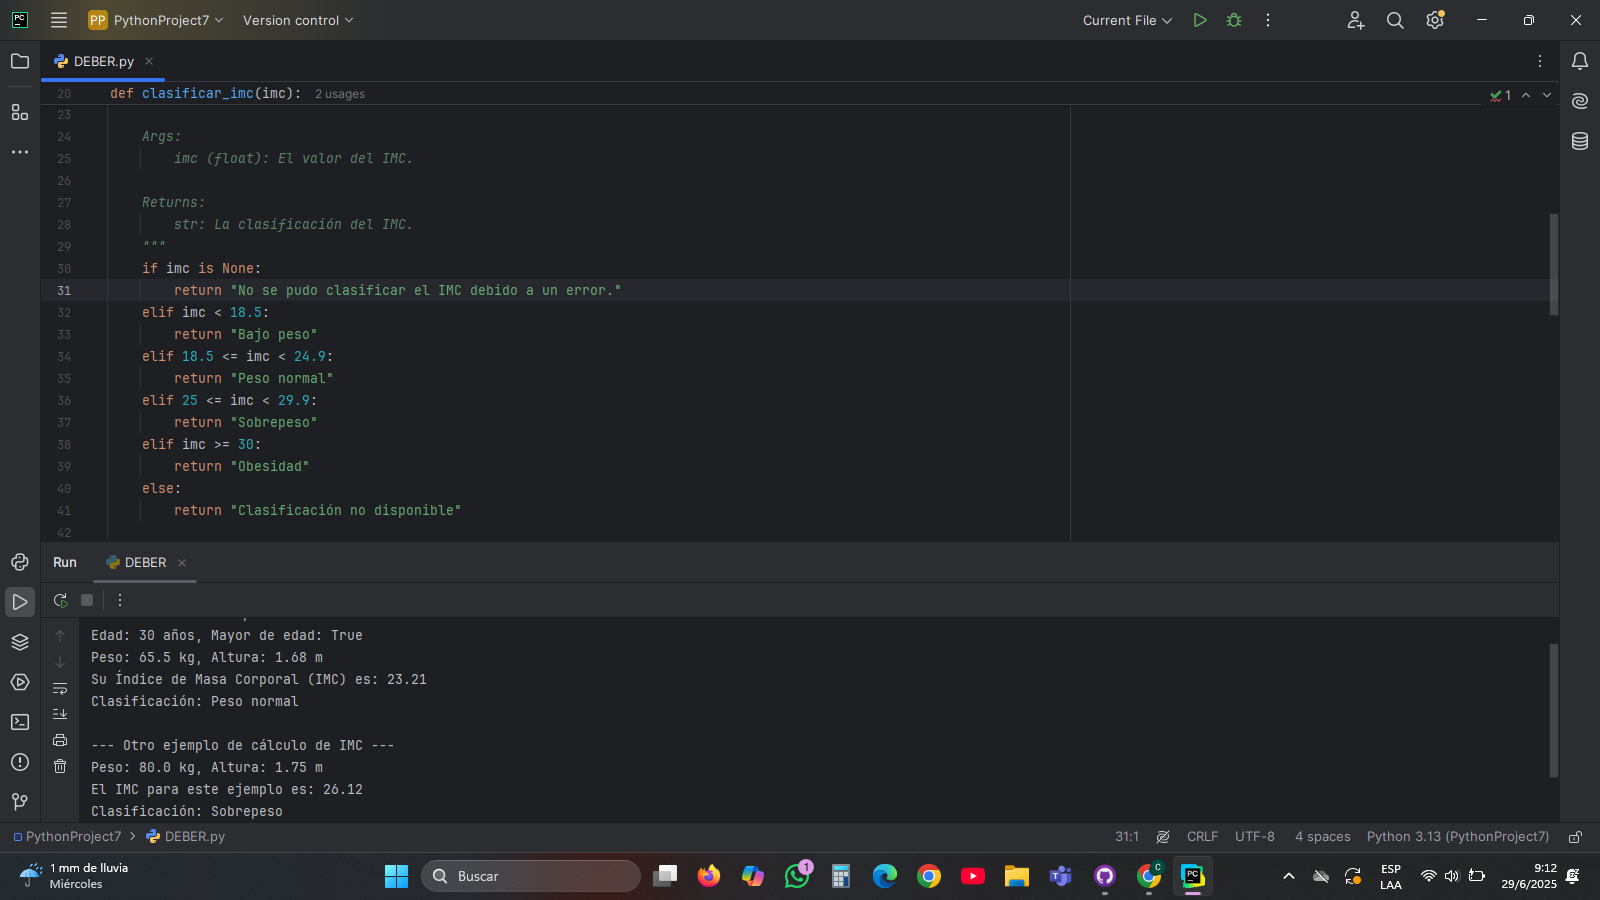 PC
PP PythonProject7 Version control Current File
DEBER.py
20 def clasificar_imc(imc): 2 usages 1
23
24 Args:
25 imc (float): El valor del IMC.
26
27 Returns:
28 str: La clasificación del IMC.
29 """
30 if imc is None:
31 return "No se pudo clasificar el IMC debido a un error."
32 elif imc < 18.5:
33 return "Bajo peso"
34 elif 18.5 <= imc < 24.9:
35 return "Peso normal"
36 elif 25 <= imc < 29.9:
37 return "Sobrepeso"
38 elif imc >= 30:
39 return "Obesidad"
40 else:
41 return "Clasificación no disponible"
42
Run DEBER
Edad: 30 años, Mayor de edad: True
Peso: 65.5 kg, Altura: 1.68 m
Su Índice de Masa Corporal (IMC) es: 23.21
Clasificación: Peso normal
--- Otro ejemplo de cálculo de IMC ---
Peso: 80.0 kg, Altura: 1.75 m
El IMC para este ejemplo es: 26.12
Clasificación: Sobrepeso
PythonProject7 > DEBER.py 31:1 CRLF UTF-8 4 spaces Python 3.13 (PythonProject7)
1 mm de lluvia
Miércoles
Buscar
1
C
PC
ESP
LAA
9:12
29/6/2025